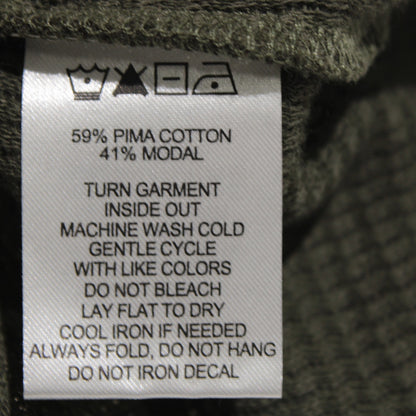 59% PIMA COTTON
41% MODAL
TURN GARMENT
INSIDE OUT
MACHINE WASH COLD
GENTLE CYCLE
WITH LIKE COLORS
DO NOT BLEACH
LAY FLAT TO DRY
COOL IRON IF NEEDED
ALWAYS FOLD, DO NOT HANG
DO NOT IRON DECAL